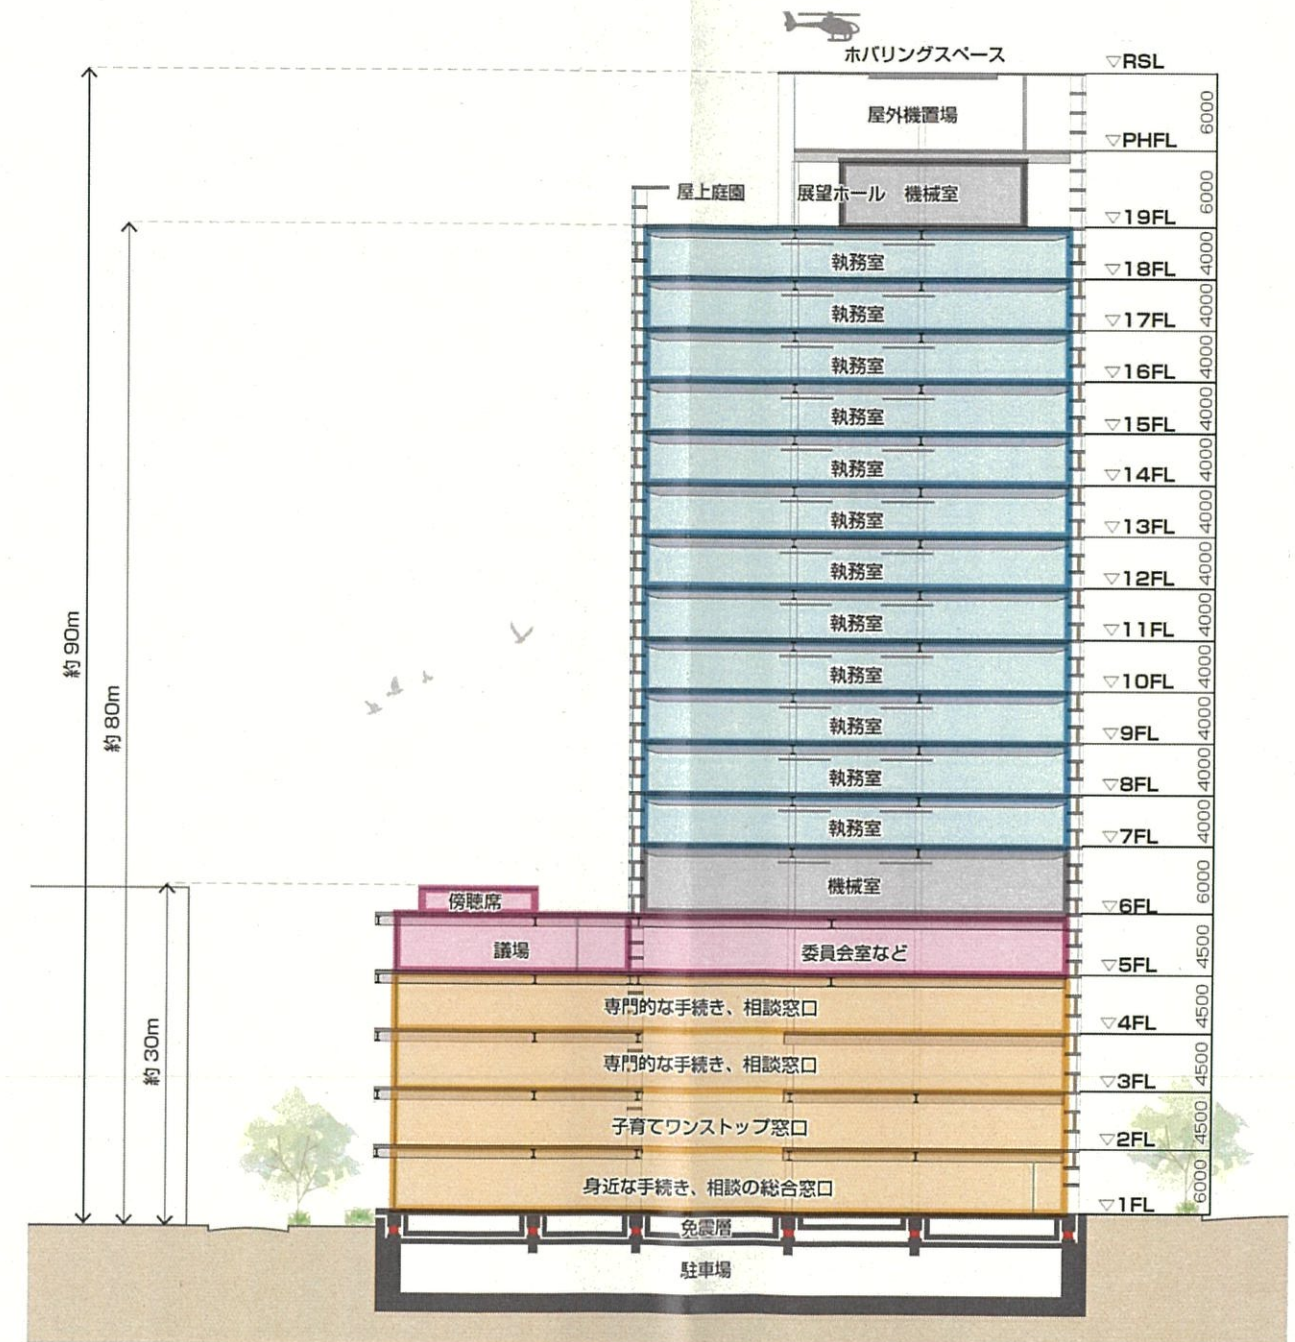 ホバリングスペース
▽RSL
屋外機置場
6000
▽PHFL
屋上庭園
展望ホール
機械室
6000
▽19FL
執務室
4000
▽18FL
執務室
4000
▽17FL
執務室
4000
▽16FL
執務室
4000
▽15FL
執務室
4000
▽14FL
執務室
4000
▽13FL
執務室
4000
▽12FL
執務室
4000
▽11FL
執務室
4000
▽10FL
執務室
4000
▽9FL
執務室
4000
▽8FL
執務室
4000
▽7FL
機械室
6000
▽6FL
傍聴席
議場
委員会室など
4500
▽5FL
専門的な手続き、相談窓口
4500
▽4FL
専門的な手続き、相談窓口
4500
▽3FL
子育てワンストップ窓口
4500
▽2FL
身近な手続き、相談の総合窓口
6000
▽1FL
免震層
駐車場
約90m
約80m
約30m